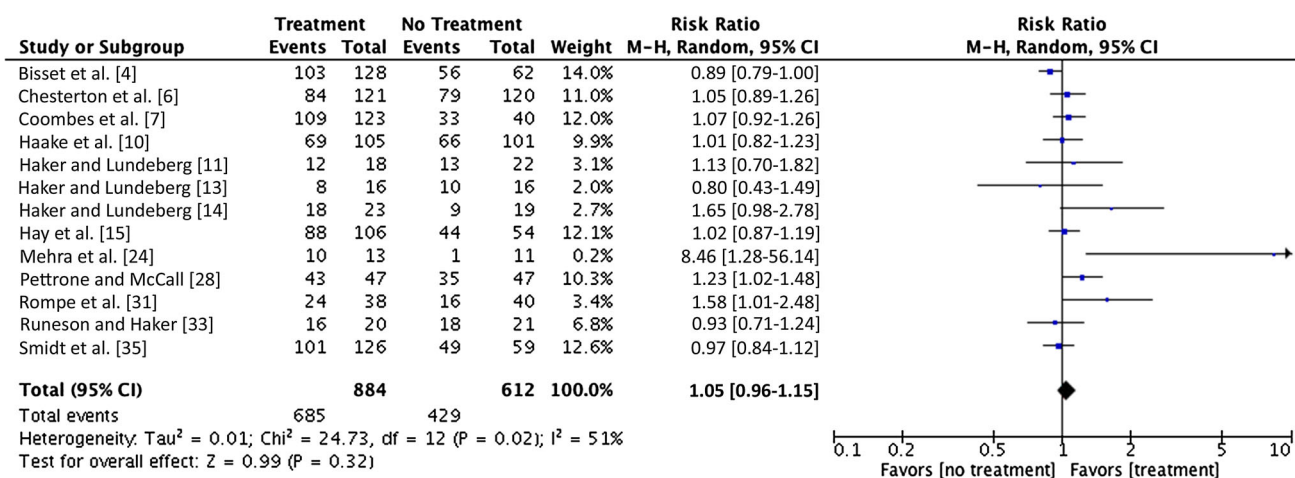 Treatment No Treatment Risk Ratio Risk Ratio
Study or Subgroup Events Total Events Total Weight M-H, Random, 95% CI M-H, Random, 95% CI
Bisset et al. [4] 103 128 56 62 14.0% 0.89 [0.79-1.00]
Chesterton et al. [6] 84 121 79 120 11.0% 1.05 [0.89-1.26]
Coombes et al. [7] 109 123 33 40 12.0% 1.07 [0.92-1.26]
Haake et al. [10] 69 105 66 101 9.9% 1.01 [0.82-1.23]
Haker and Lundeberg [11] 12 18 13 22 3.1% 1.13 [0.70-1.82]
Haker and Lundeberg [13] 8 16 10 16 2.0% 0.80 [0.43-1.49]
Haker and Lundeberg [14] 18 23 9 19 2.7% 1.65 [0.98-2.78]
Hay et al. [15] 88 106 44 54 12.1% 1.02 [0.87-1.19]
Mehra et al. [24] 10 13 1 11 0.2% 8.46 [1.28-56.14]
Pettrone and McCall [28] 43 47 35 47 10.3% 1.23 [1.02-1.48]
Rompe et al. [31] 24 38 16 40 3.4% 1.58 [1.01-2.48]
Runeson and Haker [33] 16 20 18 21 6.8% 0.93 [0.71-1.24]
Smidt et al. [35] 101 126 49 59 12.6% 0.97 [0.84-1.12]
Total (95% CI) 884 612 100.0% 1.05 [0.96-1.15]
Total events 685 429
Heterogeneity: Tau² = 0.01; Chi² = 24.73, df = 12 (P = 0.02); I² = 51%
Test for overall effect: Z = 0.99 (P = 0.32)
0.1 0.2 0.5 1 2 5 10
Favors [no treatment] Favors [treatment]